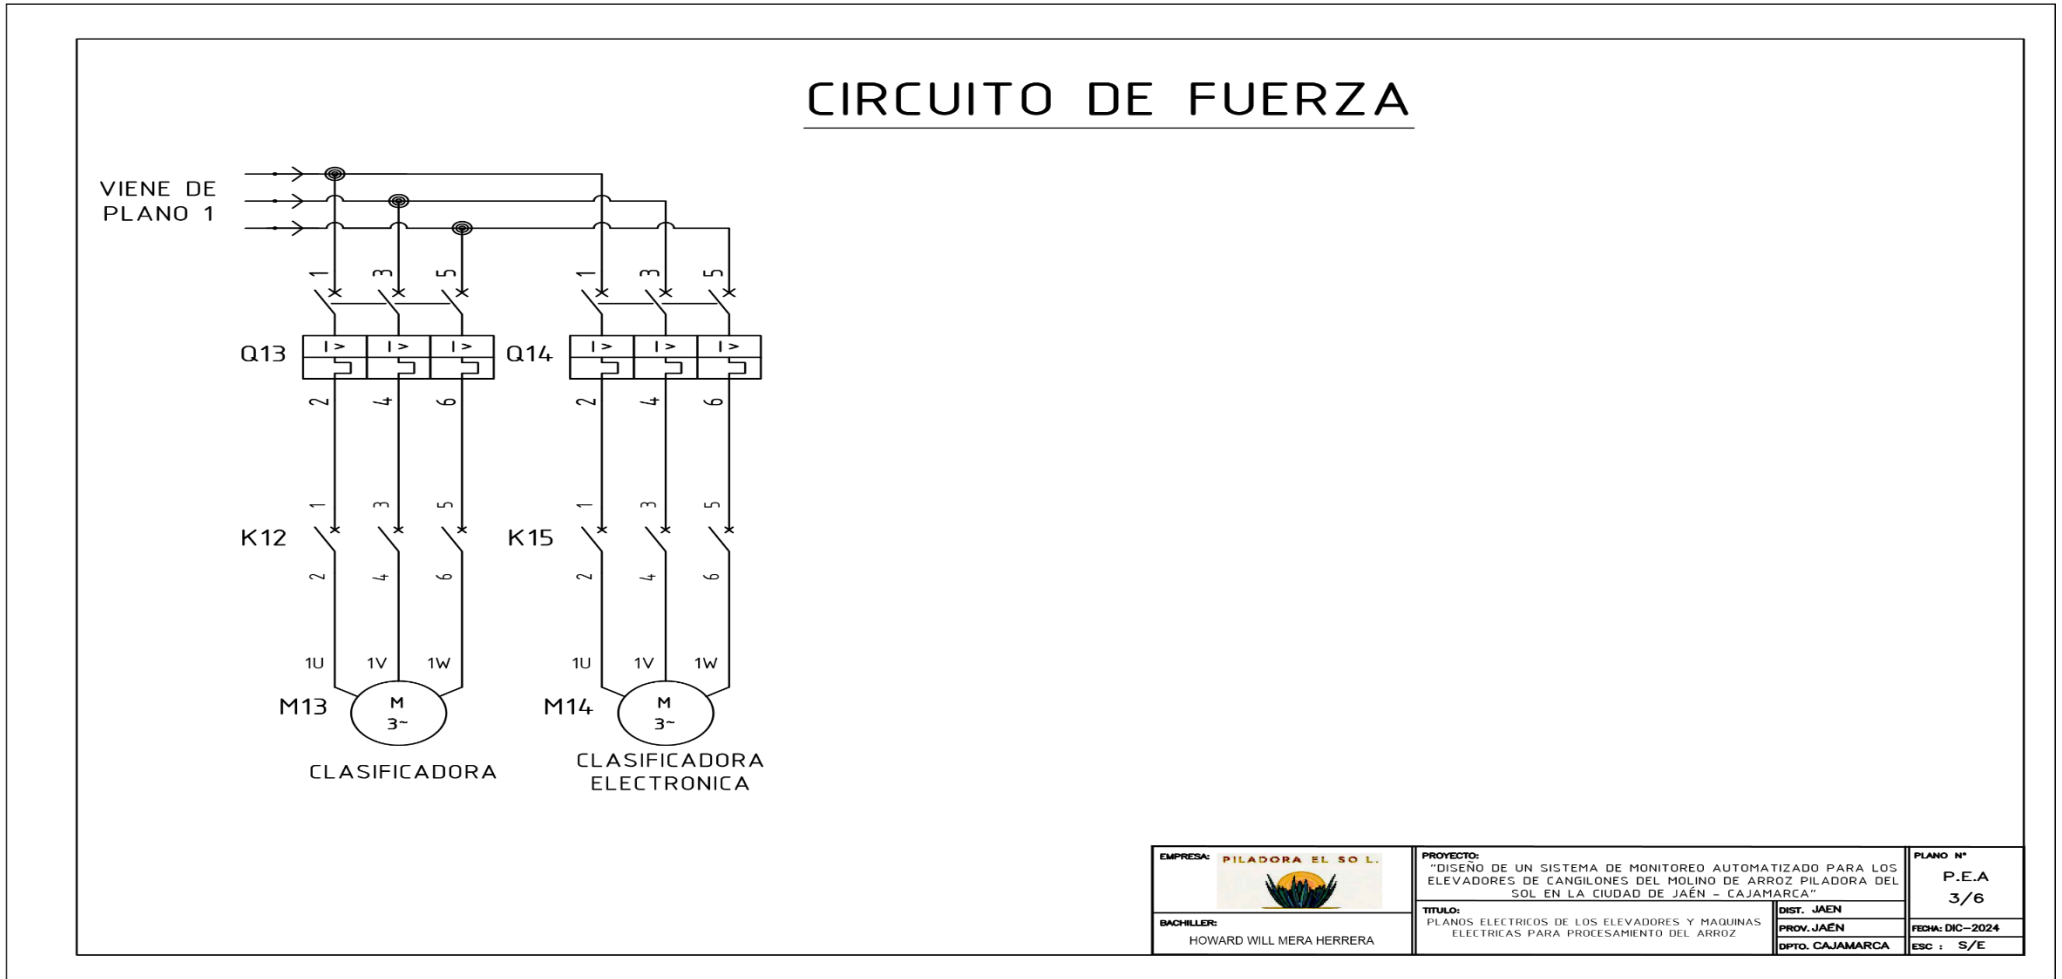 CIRCUITO DE FUERZA
VIENE DE
PLANO 1
1 3 5 1 3 5
Q13 I > I > I > Q14 I > I > I >
2 4 6 2 4 6
1 3 5 1 3 5
K12 K15
2 4 6 2 4 6
1U 1V 1W 1U 1V 1W
M13 M M14 M
3~ 3~
CLASIFICADORA
CLASIFICADORA
ELECTRONICA
EMPRESA: PILADORA EL SO L.
BACHILLER:
HOWARD WILL MERA HERRERA
PROYECTO:
"DISEÑO DE UN SISTEMA DE MONITOREO AUTOMATIZADO PARA LOS
ELEVADORES DE CANGILONES DEL MOLINO DE ARROZ PILADORA DEL
SOL EN LA CIUDAD DE JAÉN - CAJAMARCA"
TITULO:
PLANOS ELECTRICOS DE LOS ELEVADORES Y MAQUINAS
ELECTRICAS PARA PROCESAMIENTO DEL ARROZ
DIST. JAEN
PROV. JAÉN
DPTO. CAJAMARCA
PLANO N°
P.E.A
3/6
FECHA: DIC-2024
ESC : S/E